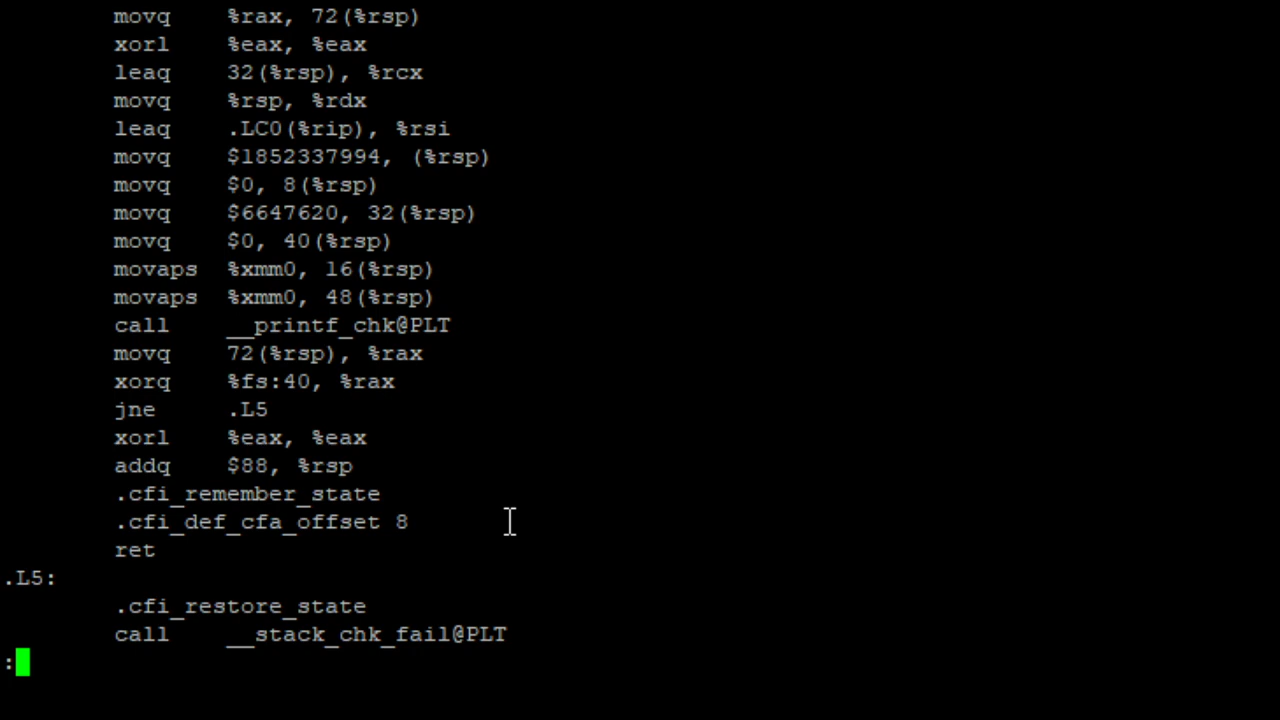 movq %rax, 72(%rsp)
xorl %eax, %eax
leaq 32(%rsp), %rcx
movq %rsp, %rdx
leaq .LC0(%rip), %rsi
movq $1852337994, (%rsp)
movq $0, 8(%rsp)
movq $6647620, 32(%rsp)
movq $0, 40(%rsp)
movaps %xmm0, 16(%rsp)
movaps %xmm0, 48(%rsp)
call __printf_chk@PLT
movq 72(%rsp), %rax
xorq %fs:40, %rax
jne .L5
xorl %eax, %eax
addq $88, %rsp
.cfi_remember_state
.cfi_def_cfa_offset 8
ret
.L5:
.cfi_restore_state
call __stack_chk_fail@PLT
: